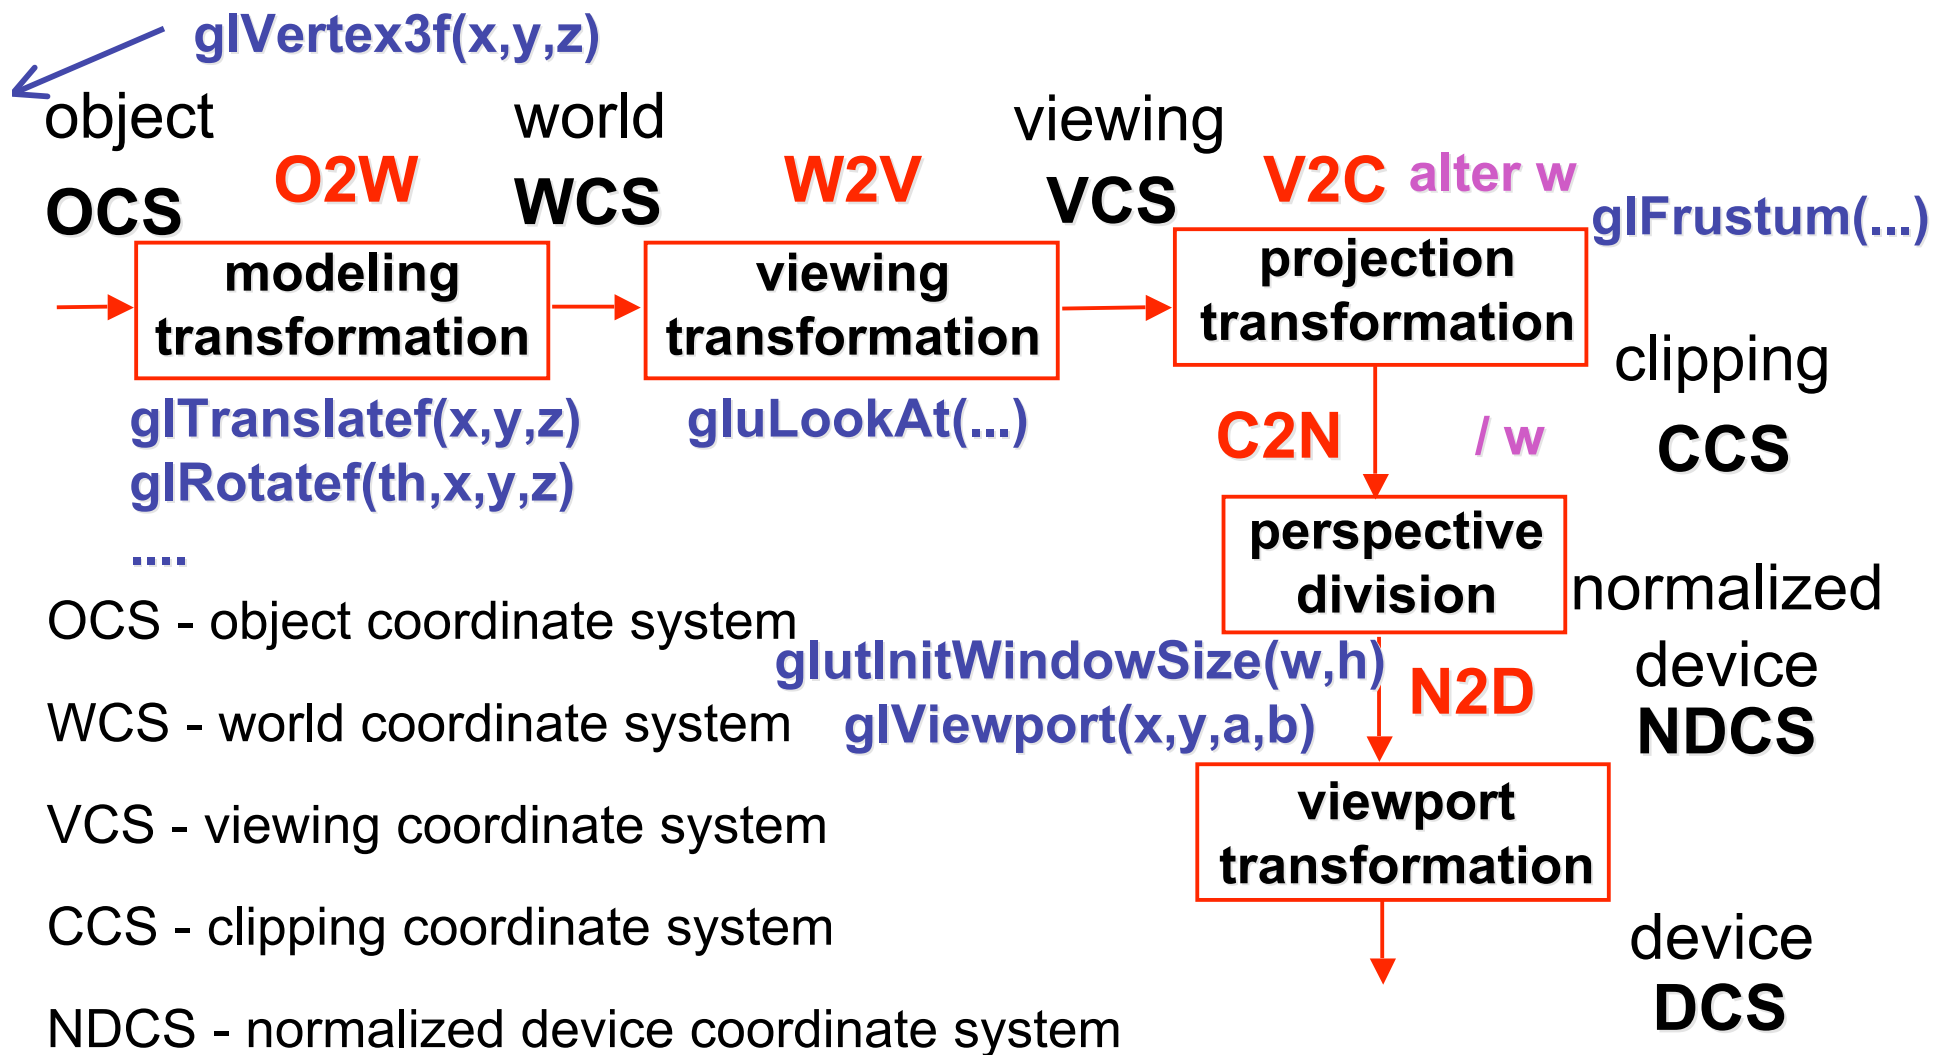 glVertex3f(x,y,z)
object
world
viewing
OCS
O2W
WCS
W2V
VCS
V2C
alter w
glFrustum(...)
modeling
transformation
viewing
transformation
projection
transformation
glTranslatef(x,y,z)
glRotatef(th,x,y,z)
....
gluLookAt(...)
clipping
CCS
C2N
/ w
perspective
division
normalized
device
NDCS
glutInitWindowSize(w,h)
glViewport(x,y,a,b)
N2D
viewport
transformation
device
DCS
OCS - object coordinate system
WCS - world coordinate system
VCS - viewing coordinate system
CCS - clipping coordinate system
NDCS - normalized device coordinate system